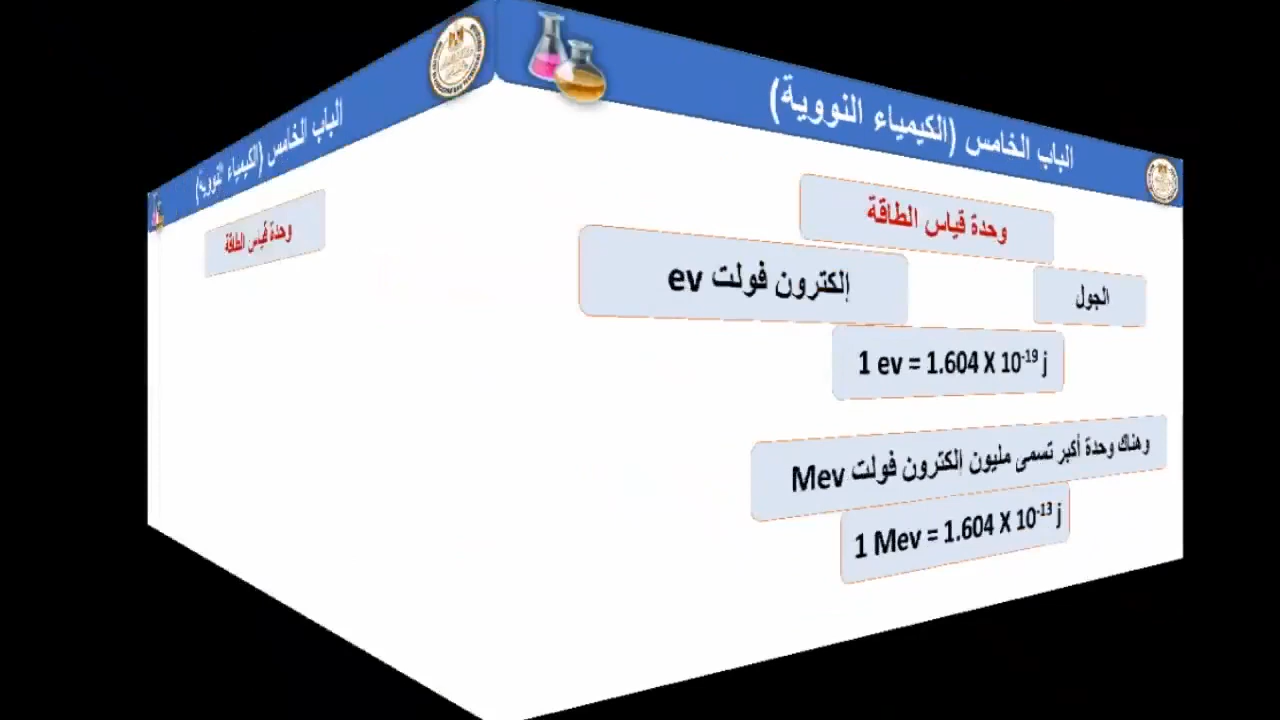 الباب الخامس (الكيمياء النووية)
وحدة قياس الطاقة
الجول
إلكترون فولت ev
1 ev = 1.604 X 10⁻¹⁹ j
وهناك وحدة أكبر تسمى مليون إلكترون فولت Mev
1 Mev = 1.604 X 10⁻¹³ j
الباب الخامس (الكيمياء النووية)
وحدة قياس الطاقة